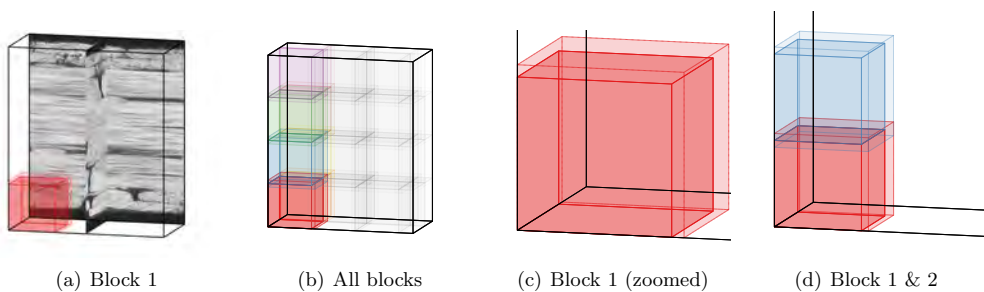 (a) Block 1
(b) All blocks
(c) Block 1 (zoomed)
(d) Block 1 & 2